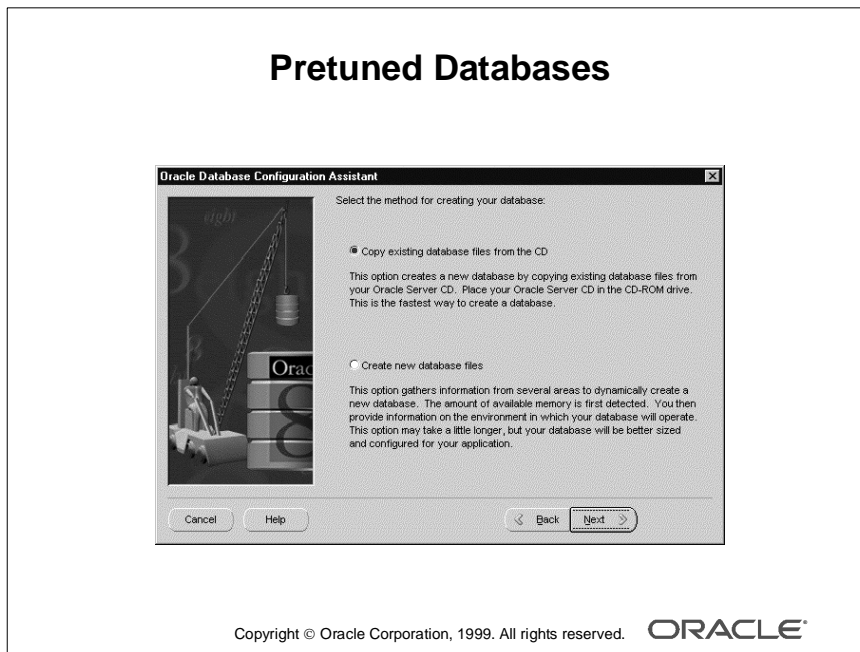 Pretuned Databases
Oracle Database Configuration Assistant
eight
8
Select the method for creating your database:
Copy existing database files from the CD
This option creates a new database by copying existing database files from
your Oracle Server CD. Place your Oracle Server CD in the CD-ROM drive.
This is the fastest way to create a database.
Create new database files
This option gathers information from several areas to dynamically create a
new database. The amount of available memory is first detected. You then
provide information on the environment in which your database will operate.
This option may take a little longer, but your database will be better sized
and configured for your application.
Orac
8
Cancel
Help
Back
Next
Copyright © Oracle Corporation, 1999. All rights reserved.
ORACLE®